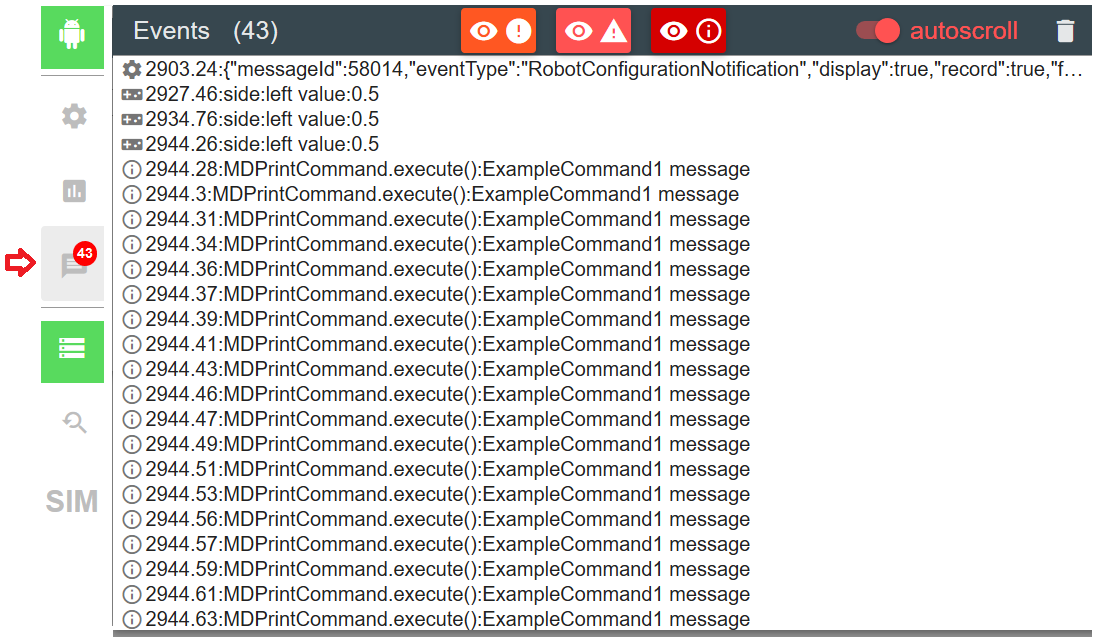 Events (43)
autoscroll
2903.24:{"messageId":58014,"eventType":"RobotConfigurationNotification","display":true,"record":true,"f…
2927.46:side:left value:0.5
2934.76:side:left value:0.5
2944.26:side:left value:0.5
2944.28:MDPrintCommand.execute():ExampleCommand1 message
2944.3:MDPrintCommand.execute():ExampleCommand1 message
2944.31:MDPrintCommand.execute():ExampleCommand1 message
2944.34:MDPrintCommand.execute():ExampleCommand1 message
2944.36:MDPrintCommand.execute():ExampleCommand1 message
2944.37:MDPrintCommand.execute():ExampleCommand1 message
2944.39:MDPrintCommand.execute():ExampleCommand1 message
2944.41:MDPrintCommand.execute():ExampleCommand1 message
2944.43:MDPrintCommand.execute():ExampleCommand1 message
2944.46:MDPrintCommand.execute():ExampleCommand1 message
2944.47:MDPrintCommand.execute():ExampleCommand1 message
2944.49:MDPrintCommand.execute():ExampleCommand1 message
2944.51:MDPrintCommand.execute():ExampleCommand1 message
2944.53:MDPrintCommand.execute():ExampleCommand1 message
2944.56:MDPrintCommand.execute():ExampleCommand1 message
2944.57:MDPrintCommand.execute():ExampleCommand1 message
2944.59:MDPrintCommand.execute():ExampleCommand1 message
2944.61:MDPrintCommand.execute():ExampleCommand1 message
2944.63:MDPrintCommand.execute():ExampleCommand1 message
43
SIM